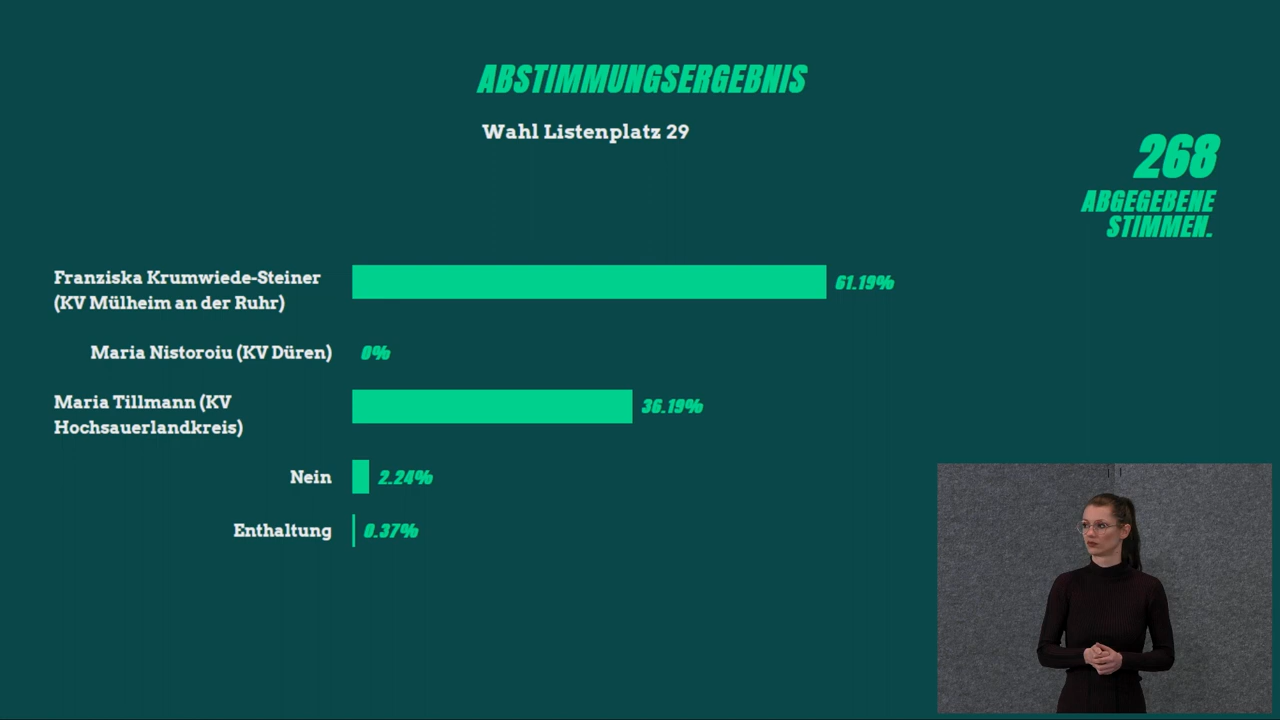 ABSTIMMUNGSERGEBNIS
Wahl Listenplatz 29
268
ABGEGEBENE
STIMMEN.
Franziska Krumwiede-Steiner
(KV Mülheim an der Ruhr)
61.19%
Maria Nistoroiu (KV Düren)
0%
Maria Tillmann (KV
Hochsauerlandkreis)
36.19%
Nein
2.24%
Enthaltung
0.37%